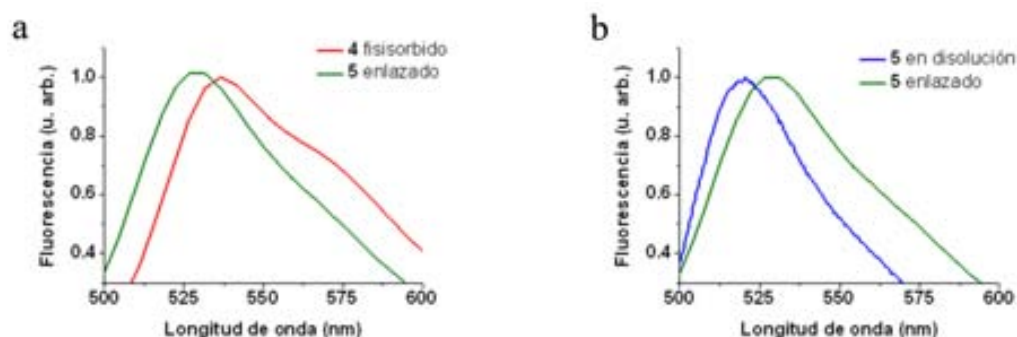 a
4 fisisorbido
5 enlazado
Fluorescencia (u. arb.)
1.0
0.8
0.6
0.4
500 525 550 575 600
Longitud de onda (nm)
b
5 en disolución
5 enlazado
Fluorescencia (u. arb.)
1.0
0.8
0.6
0.4
500 525 550 575 600
Longitud de onda (nm)